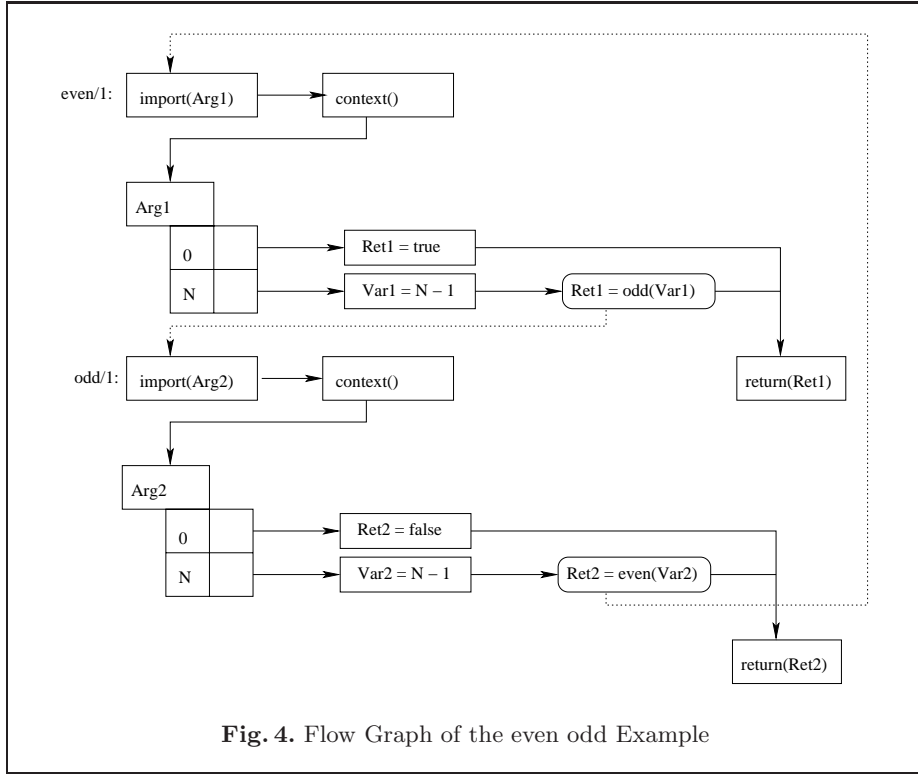 even/1: import(Arg1) context()
Arg1
0 Ret1 = true
N Var1 = N − 1 Ret1 = odd(Var1)
odd/1: import(Arg2) context() return(Ret1)
Arg2
0 Ret2 = false
N Var2 = N − 1 Ret2 = even(Var2)
return(Ret2)
Fig. 4. Flow Graph of the even odd Example